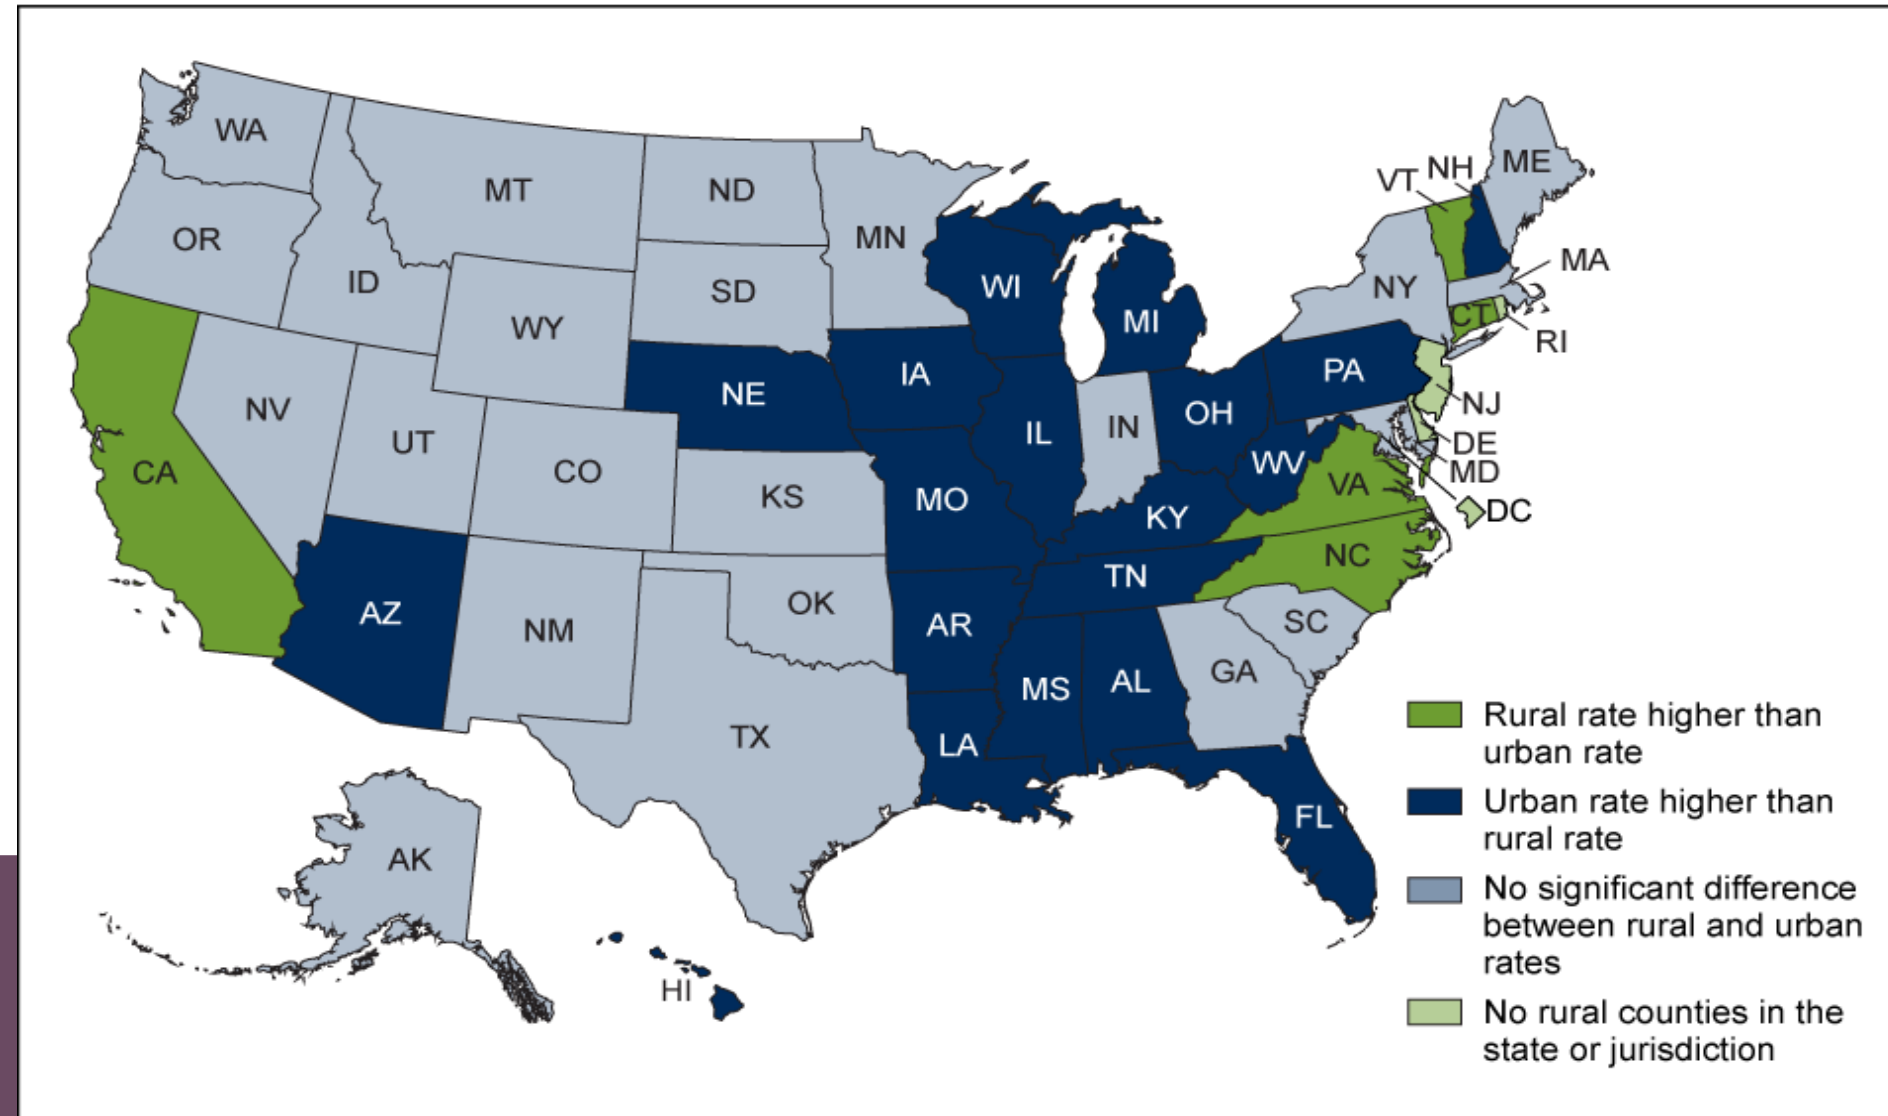 WA
MT
ND
MN
OR
ID
SD
WY
WI
MI
VT
NH
ME
NY
MA
CT
RI
NV
UT
CO
NE
IA
IL
IN
OH
PA
NJ
DE
MD
DC
CA
KS
MO
KY
WV
VA
NC
TN
AZ
NM
OK
AR
SC
MS
AL
GA
TX
LA
FL
AK
HI
Rural rate higher than
urban rate
Urban rate higher than
rural rate
No significant difference
between rural and urban
rates
No rural counties in the
state or jurisdiction